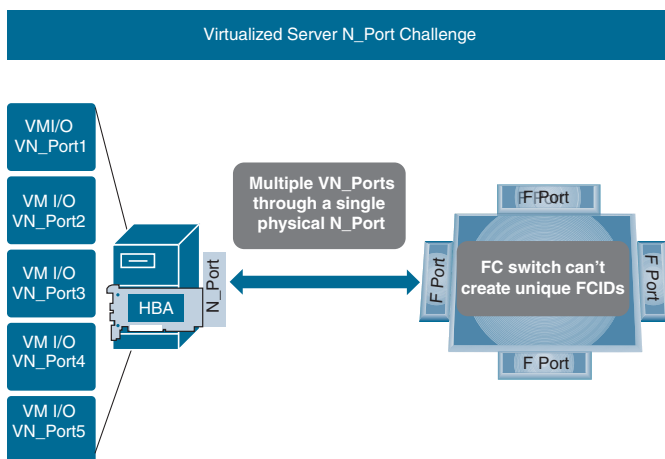 Virtualized Server N_Port Challenge
VMI/O
VN_Port1
VM I/O
VN_Port2
VM I/O
VN_Port3
VM I/O
VN_Port4
VM I/O
VN_Port5
HBA
N_Port
Multiple VN_Ports
through a single
physical N_Port
F Port
F Port
FC switch can’t
create unique FCIDs
F Port
F Port